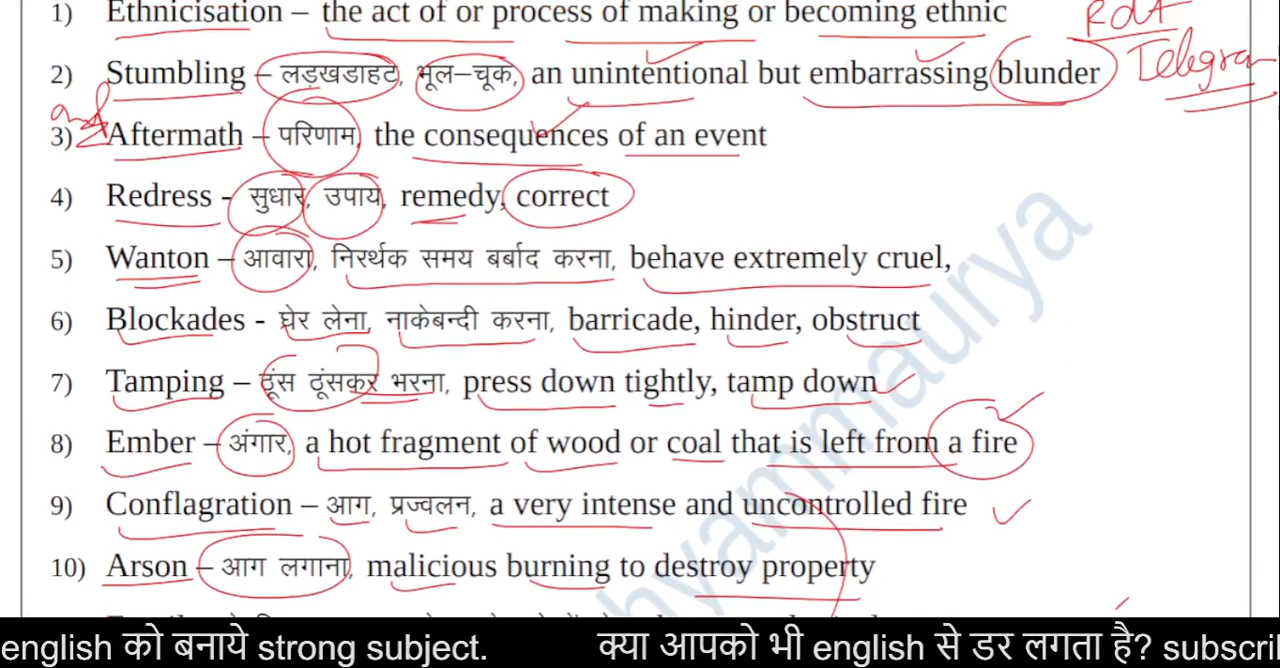 1) Ethnicisation – the act of or process of making or becoming ethnic
Pdf
Telegram
2) Stumbling – लड़खडाहट, भूल–चूक, an unintentional but embarrassing blunder
3) Aftermath – परिणाम, the consequences of an event
4) Redress - सुधार, उपाय, remedy, correct
5) Wanton – आवारा, निरर्थक समय बर्बाद करना, behave extremely cruel,
6) Blockades - घेर लेना, नाकेबन्दी करना, barricade, hinder, obstruct
7) Tamping – ठूंस ठूंसकर भरना, press down tightly, tamp down
8) Ember – अंगार, a hot fragment of wood or coal that is left from a fire
9) Conflagration – आग, प्रज्वलन, a very intense and uncontrolled fire
10) Arson – आग लगाना, malicious burning to destroy property
hyammaurya
english को बनाये strong subject. क्या आपको भी english से डर लगता है? subscri